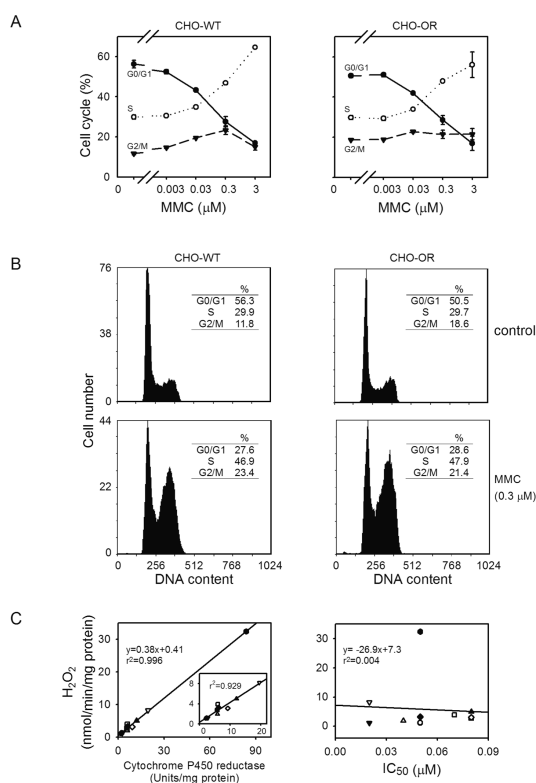 A
CHO-WT
CHO-OR
Cell cycle (%)
60
40
20
0
G0/G1
S
G2/M
0 0.003 0.03 0.3 3
MMC (μM)
G0/G1
S
G2/M
0 0.003 0.03 0.3 3
MMC (μM)
B
CHO-WT
CHO-OR
Cell number
76
38
0
%
G0/G1 56.3
S 29.9
G2/M 11.8
%
G0/G1 50.5
S 29.7
G2/M 18.6
control
44
22
0
%
G0/G1 27.6
S 46.9
G2/M 23.4
%
G0/G1 28.6
S 47.9
G2/M 21.4
MMC
(0.3 μM)
0 256 512 768 1024
DNA content
0 256 512 768 1024
DNA content
C
H2O2
(nmol/min/mg protein)
30
20
10
0
y=0.38x+0.41
r2=0.996
r2=0.929
8
4
0
0 10 20
0 30 60 90
Cytochrome P450 reductase
(Units/mg protein)
30
20
10
0
y= -26.9x+7.3
r2=0.004
0.00 0.03 0.06 0.09
IC50 (μM)